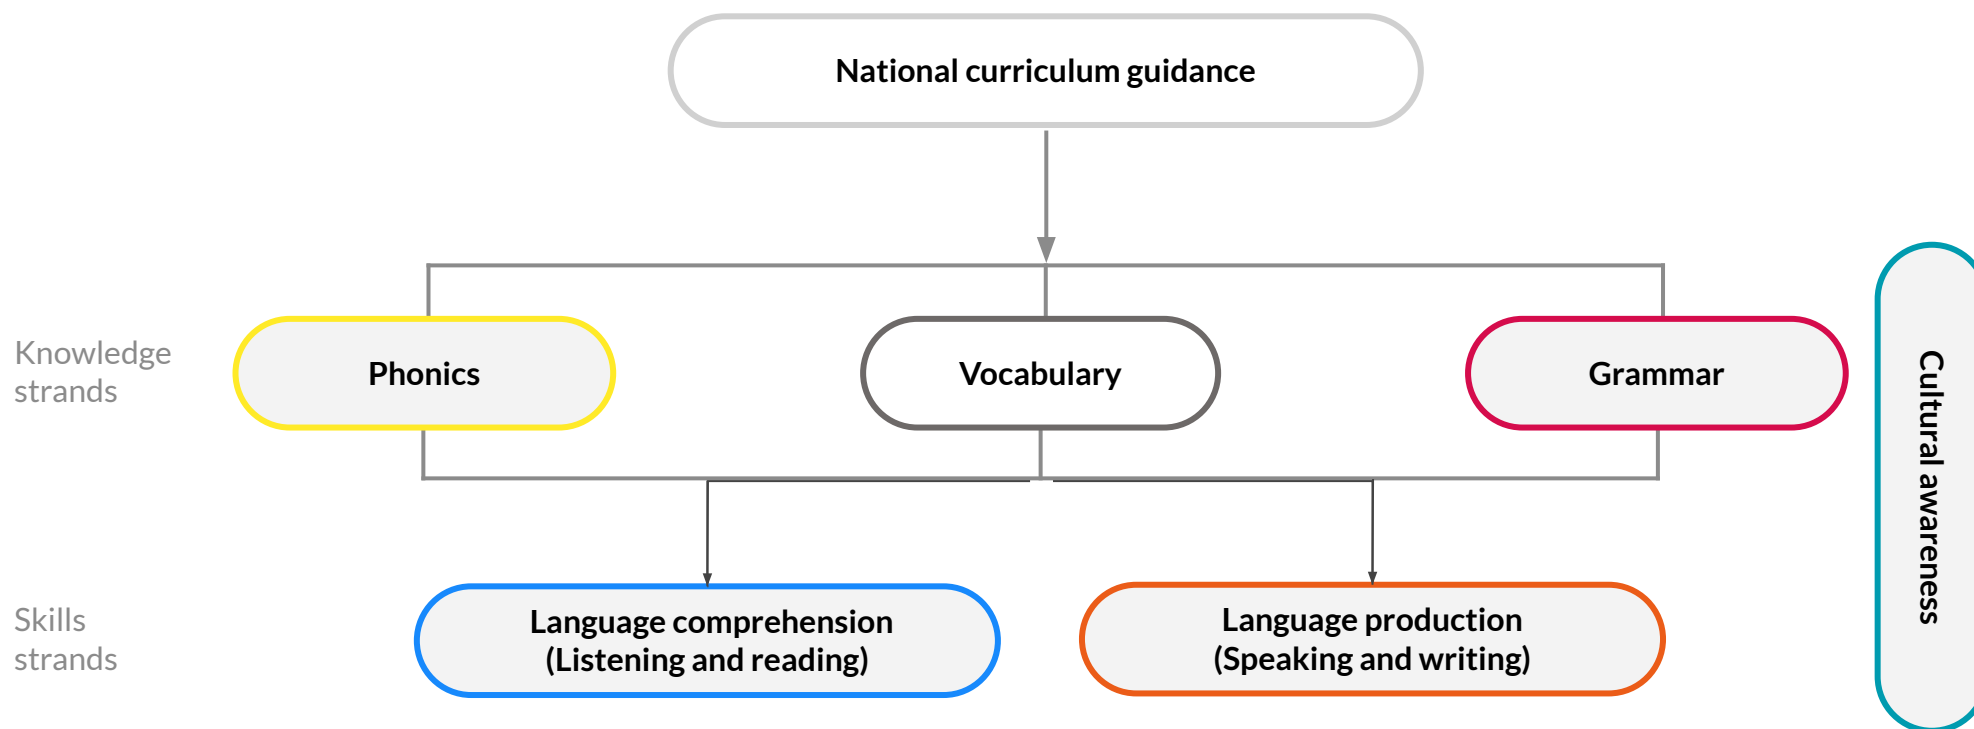 National curriculum guidance
Knowledge
strands
Phonics
Vocabulary
Grammar
Cultural awareness
Skills
strands
Language comprehension
(Listening and reading)
Language production
(Speaking and writing)